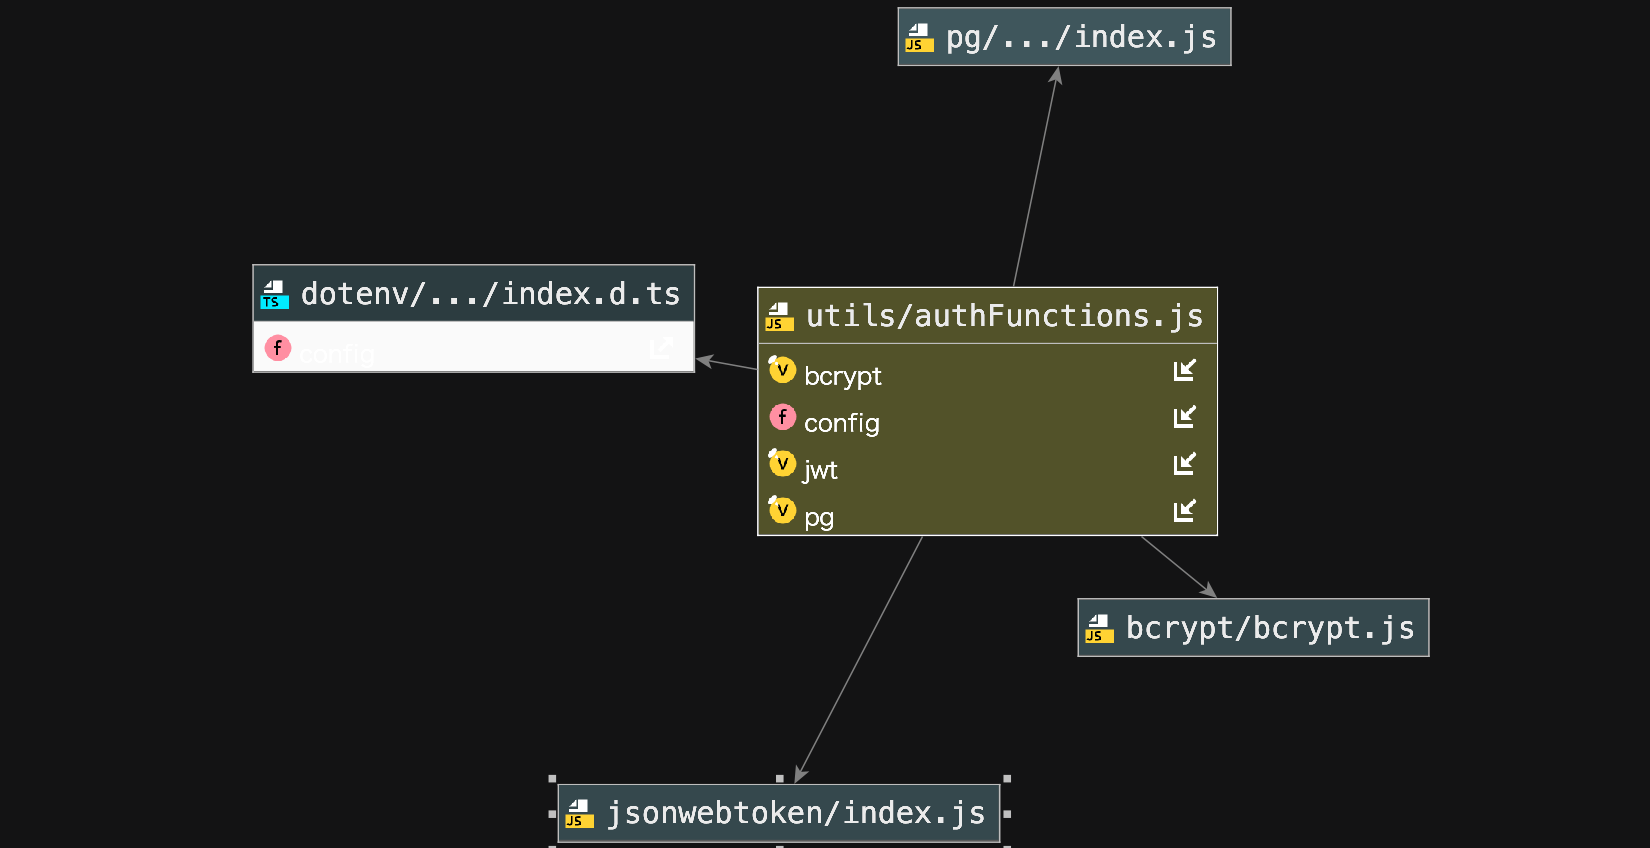 JS pg/.../index.js
TS dotenv/.../index.d.ts
f config
JS utils/authFunctions.js
V bcrypt
f config
V jwt
V pg
JS bcrypt/bcrypt.js
JS jsonwebtoken/index.js